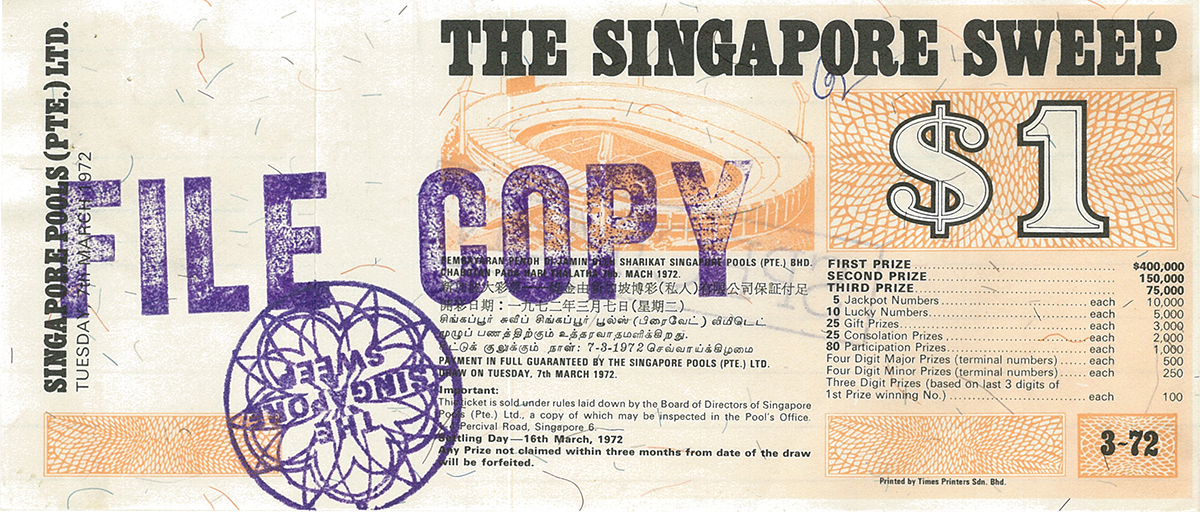 SINGAPORE POOLS (PTE.) LTD.
TUESDAY 7TH MARCH 1972
THE SINGAPORE SWEEP
$1
FILE COPY
PEMBAYARAN PENOH DI-JAMIN OLEH SHARIKAT SINGAPORE POOLS (PTE.) BHD.
CHABUTAN PADA HARI THALATHA 7hb. MACH 1972.
彩金由新加坡博彩(私人)有限公司保証付足
開彩日期：一九七二年三月七日(星期三)
சிங்கப்பூர் சுவீப் சிங்கப்பூர் பூல்ஸ் (பிரைவேட்) லிமிடெட்
முழுப் பணத்திற்கும் உத்தரவாதமளிக்கிறது.
சீட்டுக் குலுக்கும் நாள்: 7-3-1972 செவ்வாய்க்கிழமை
PAYMENT IN FULL GUARANTEED BY THE SINGAPORE POOLS (PTE.) LTD.
DRAW ON TUESDAY, 7th MARCH 1972.
Important:
This ticket is sold under rules laid down by the Board of Directors of Singapore
Pools (Pte.) Ltd., a copy of which may be inspected in the Pool's Office.
Percival Road, Singapore 6.
Settling Day—16th March, 1972
Any Prize not claimed within three months from date of the draw
will be forfeited.
THE SINGAPORE SWEEP
FIRST PRIZE $400,000
SECOND PRIZE 150,000
THIRD PRIZE 75,000
5 Jackpot Numbers each 10,000
10 Lucky Numbers each 5,000
25 Gift Prizes each 3,000
25 Consolation Prizes each 2,000
80 Participation Prizes each 1,000
Four Digit Major Prizes (terminal numbers) each 500
Four Digit Minor Prizes (terminal numbers) each 250
Three Digit Prizes (based on last 3 digits of
1st Prize winning No.) each 100
3-72
Printed by Times Printers Sdn. Bhd.